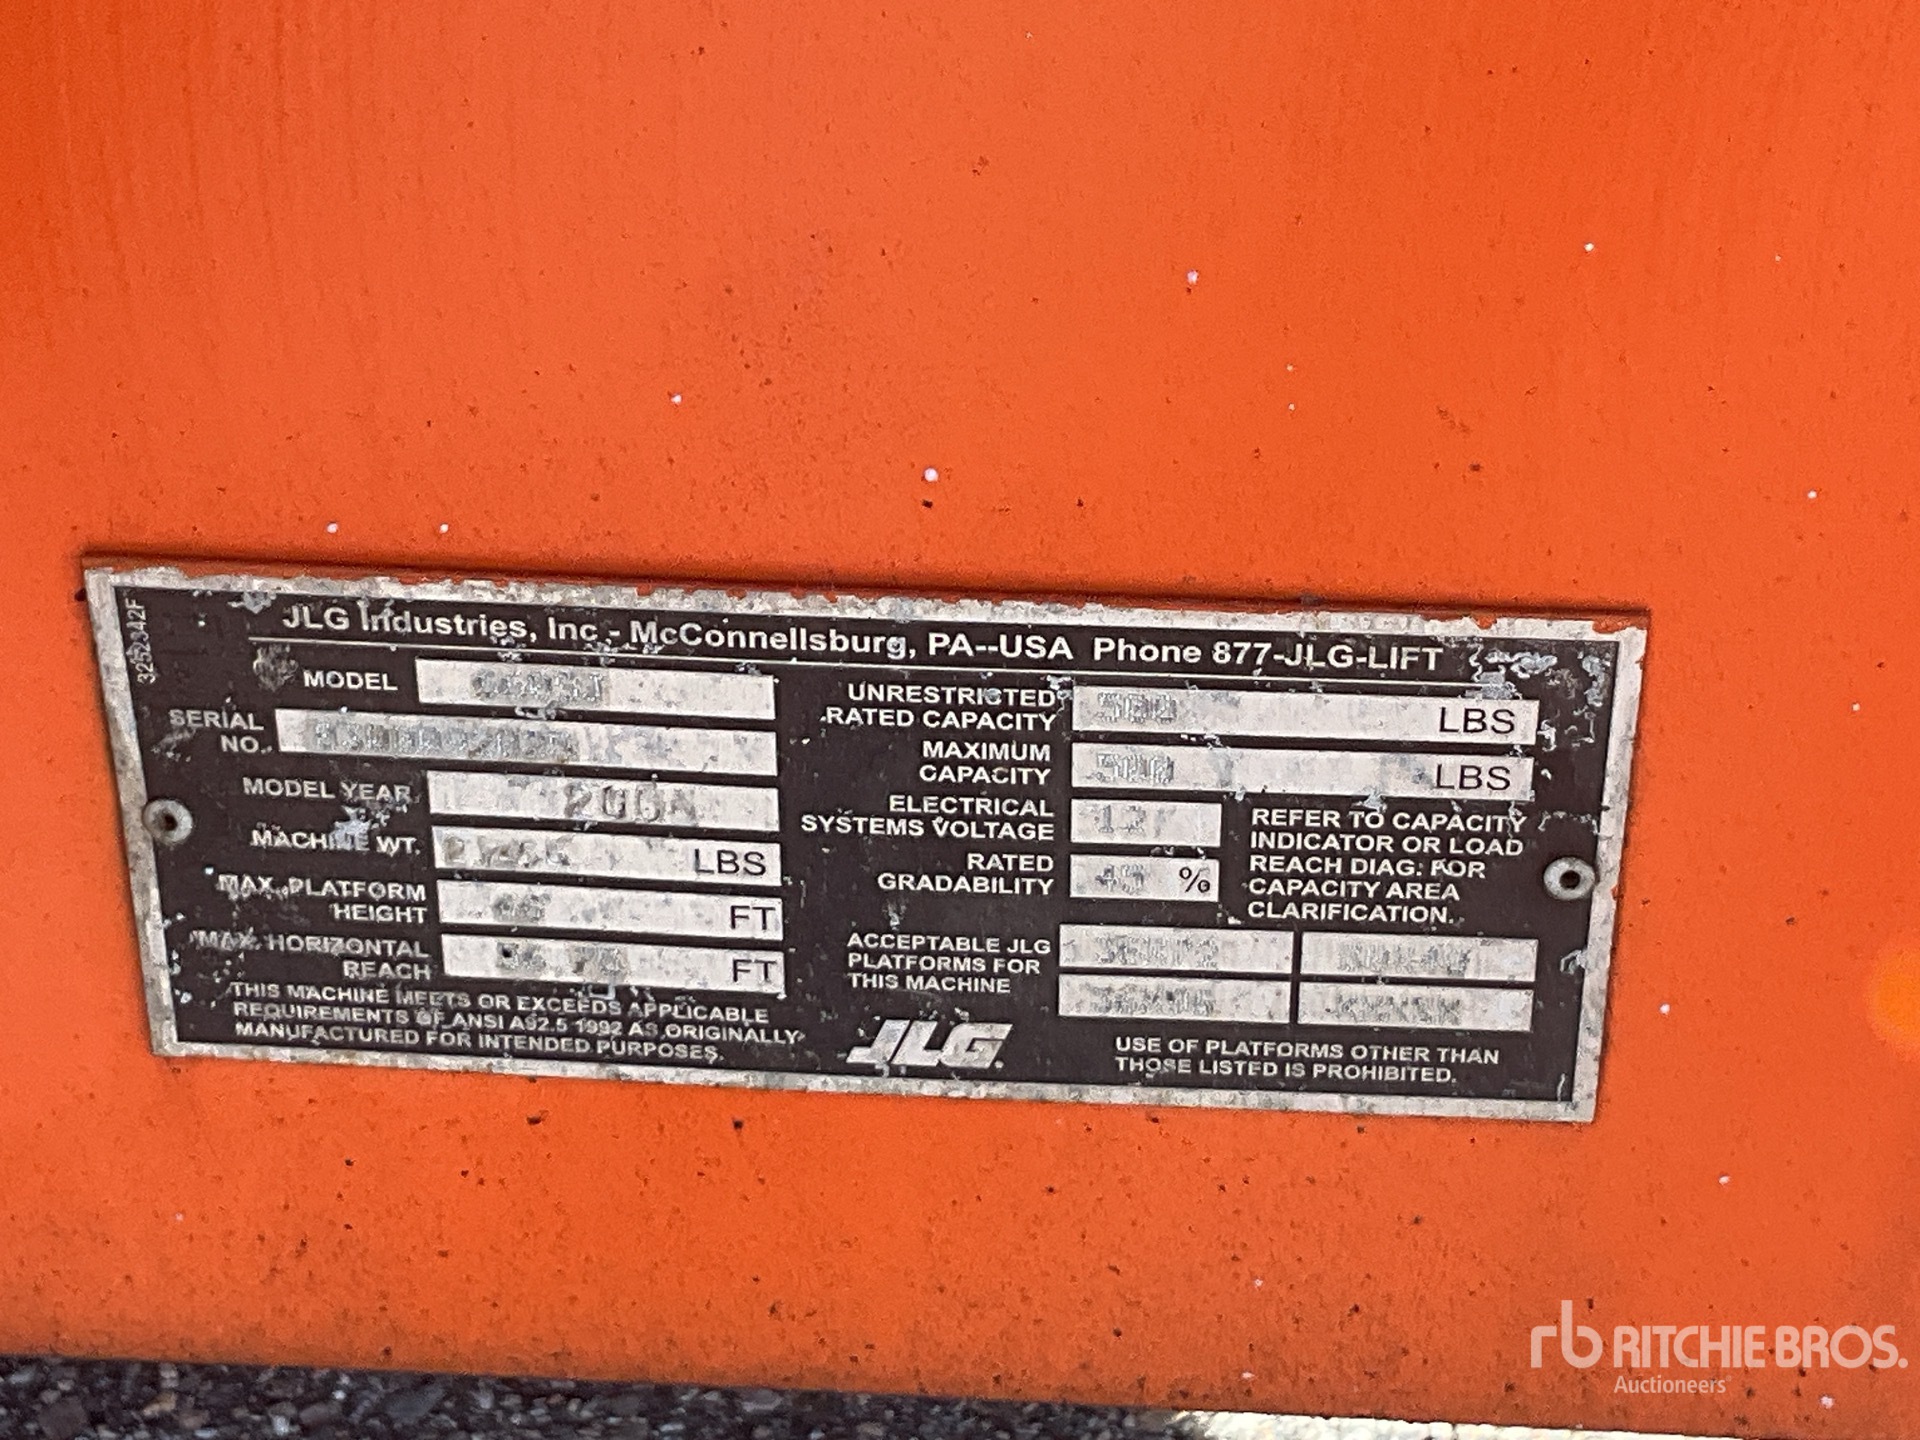 JLG Industries, Inc.- McConnellsburg, PA--USA Phone 877-JLG-LIFT
3252342F
MODEL
SERIAL
NO.
MODEL YEAR
MACHINE WT. LBS
MAX. PLATFORM
HEIGHT FT
MAX. HORIZONTAL
REACH FT
THIS MACHINE MEETS OR EXCEEDS APPLICABLE
REQUIREMENTS OF ANSI A92.5 1992 AS ORIGINALLY
MANUFACTURED FOR INTENDED PURPOSES.
UNRESTRICTED
RATED CAPACITY LBS
MAXIMUM
CAPACITY LBS
ELECTRICAL
SYSTEMS VOLTAGE
RATED
GRADABILITY %
REFER TO CAPACITY
INDICATOR OR LOAD
REACH DIAG. FOR
CAPACITY AREA
CLARIFICATION.
ACCEPTABLE JLG
PLATFORMS FOR
THIS MACHINE
JLG
USE OF PLATFORMS OTHER THAN
THOSE LISTED IS PROHIBITED.
rb RITCHIE BROS.
Auctioneers